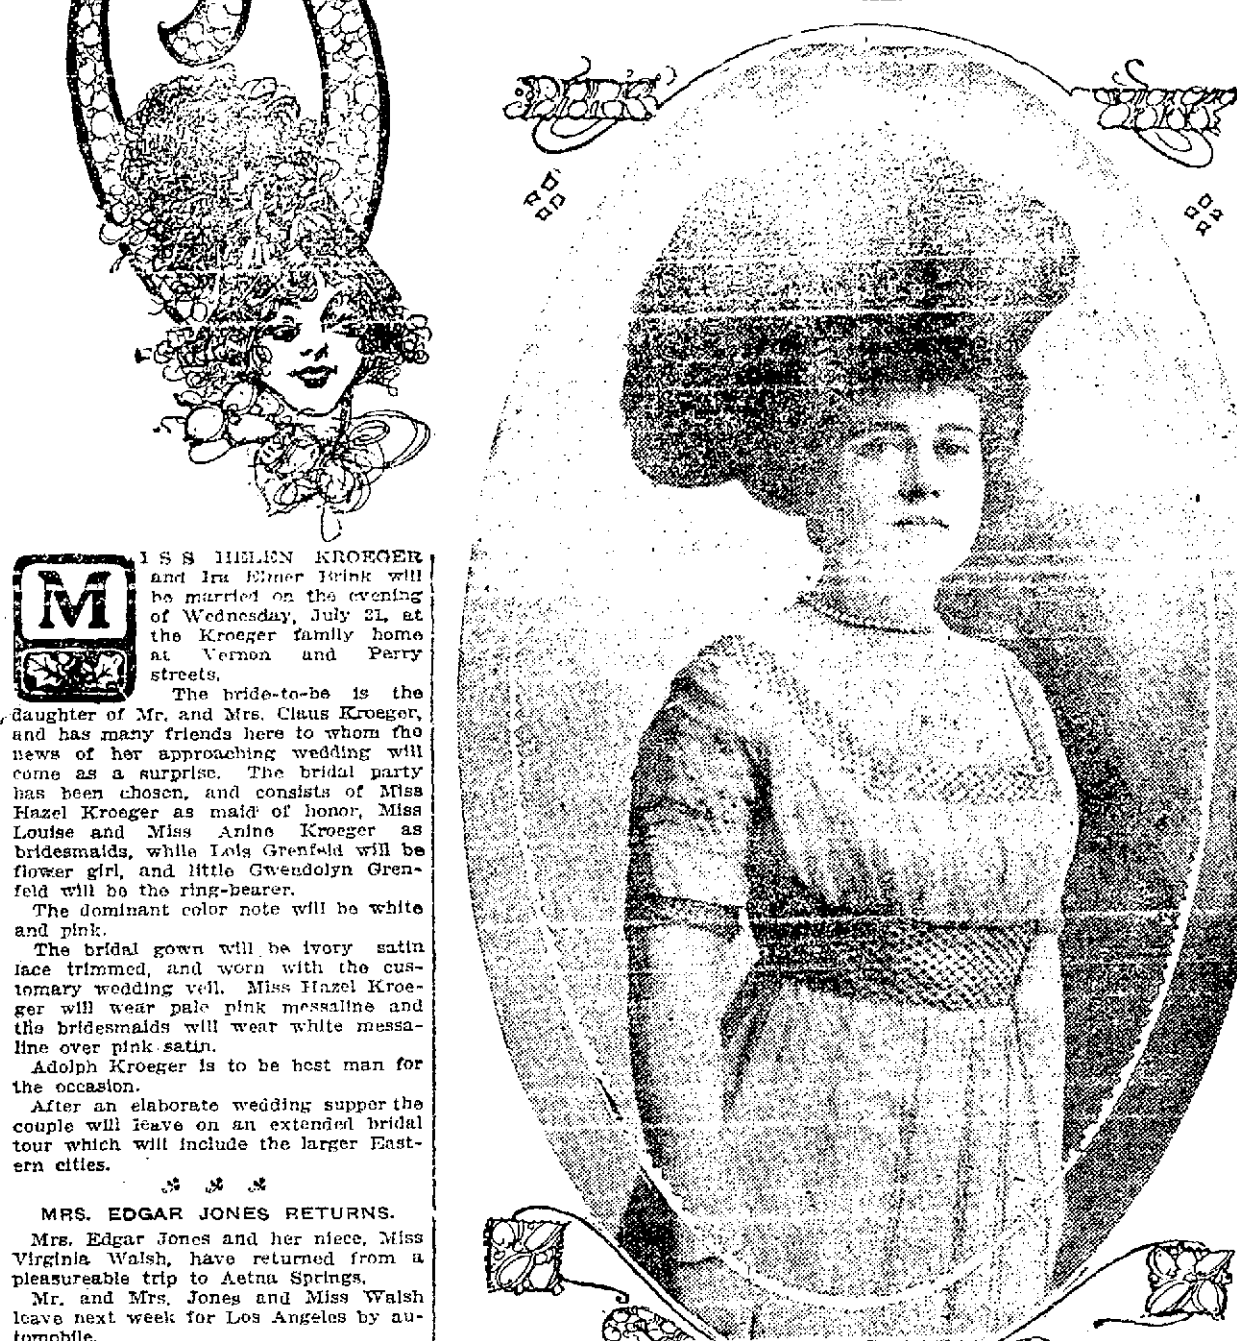 MISS HELEN KROEGER
and Ira Elmer Brink will
be married on the evening
of Wednesday, July 21, at
the Kroeger family home
at Vernon and Perry
streets.
The bride-to-be is the
daughter of Mr. and Mrs. Claus Kroeger,
and has many friends here to whom the
news of her approaching wedding will
come as a surprise. The bridal party
has been chosen, and consists of Miss
Hazel Kroeger as maid of honor, Miss
Louise and Miss Anine Kroeger as
bridesmaids, while Lois Grenfeld will be
flower girl, and little Gwendolyn Gren-
feld will be the ring-bearer.
The dominant color note will be white
and pink.
The bridal gown will be ivory satin
lace trimmed, and worn with the cus-
tomary wedding veil. Miss Hazel Kroe-
ger will wear pale pink messaline and
the bridesmaids will wear white messa-
line over pink satin.
Adolph Kroeger is to be best man for
the occasion.
After an elaborate wedding supper the
couple will leave on an extended bridal
tour which will include the larger East-
ern cities.
MRS. EDGAR JONES RETURNS.
Mrs. Edgar Jones and her niece, Miss
Virginia Walsh, have returned from a
pleasureable trip to Aetna Springs.
Mr. and Mrs. Jones and Miss Walsh
leave next week for Los Angeles by au-
tomobile.